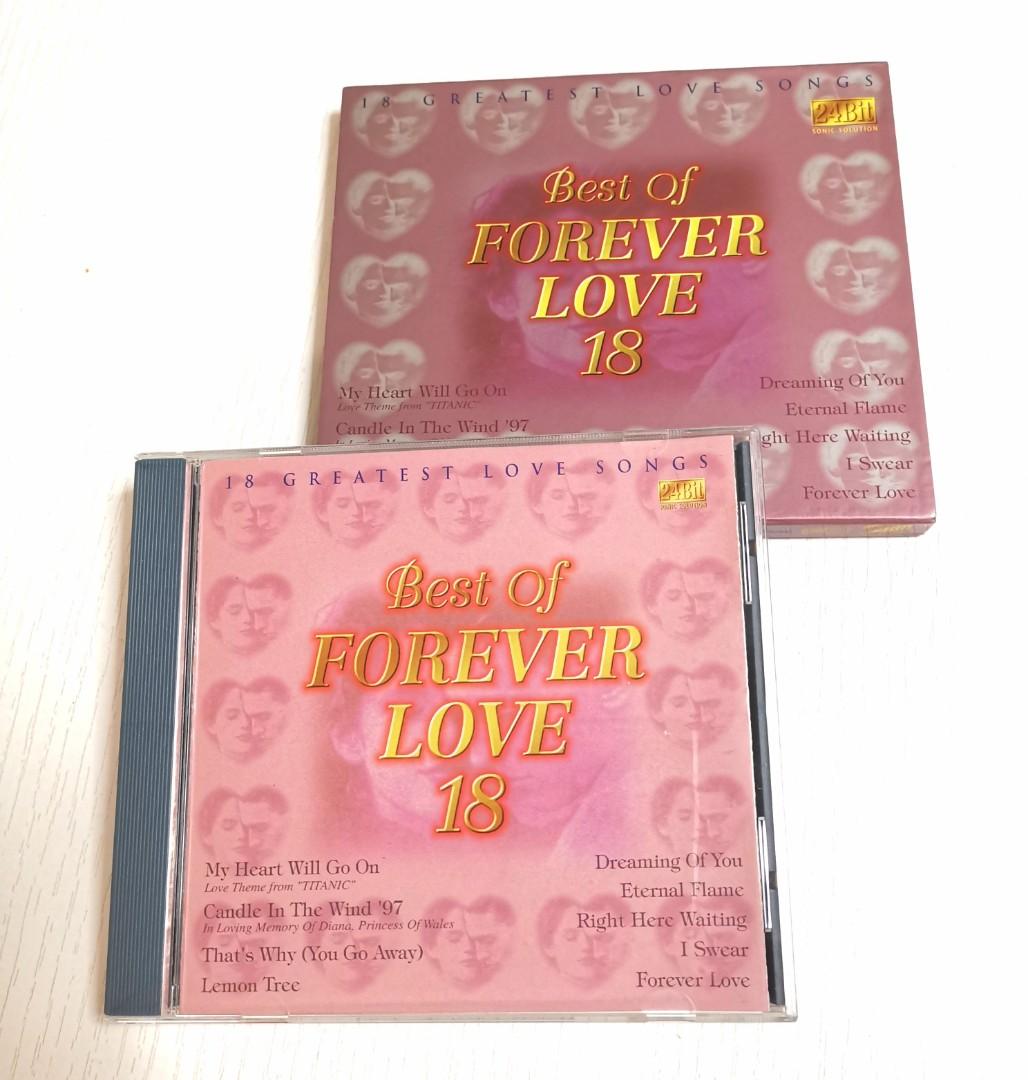 18 GREATEST LOVE SONGS
24Bit
SONIC SOLUTION
Best Of
FOREVER
LOVE
18
My Heart Will Go On
Love Theme from "TITANIC"
Candle In The Wind '97
Dreaming Of You
Eternal Flame
Here Waiting
I Swear
Forever Love
18 GREATEST LOVE SONGS
24Bit
SONIC SOLUTION
Best Of
FOREVER
LOVE
18
My Heart Will Go On
Love Theme from "TITANIC"
Candle In The Wind '97
In Loving Memory Of Diana, Princess Of Wales
That's Why (You Go Away)
Lemon Tree
Dreaming Of You
Eternal Flame
Right Here Waiting
I Swear
Forever Love